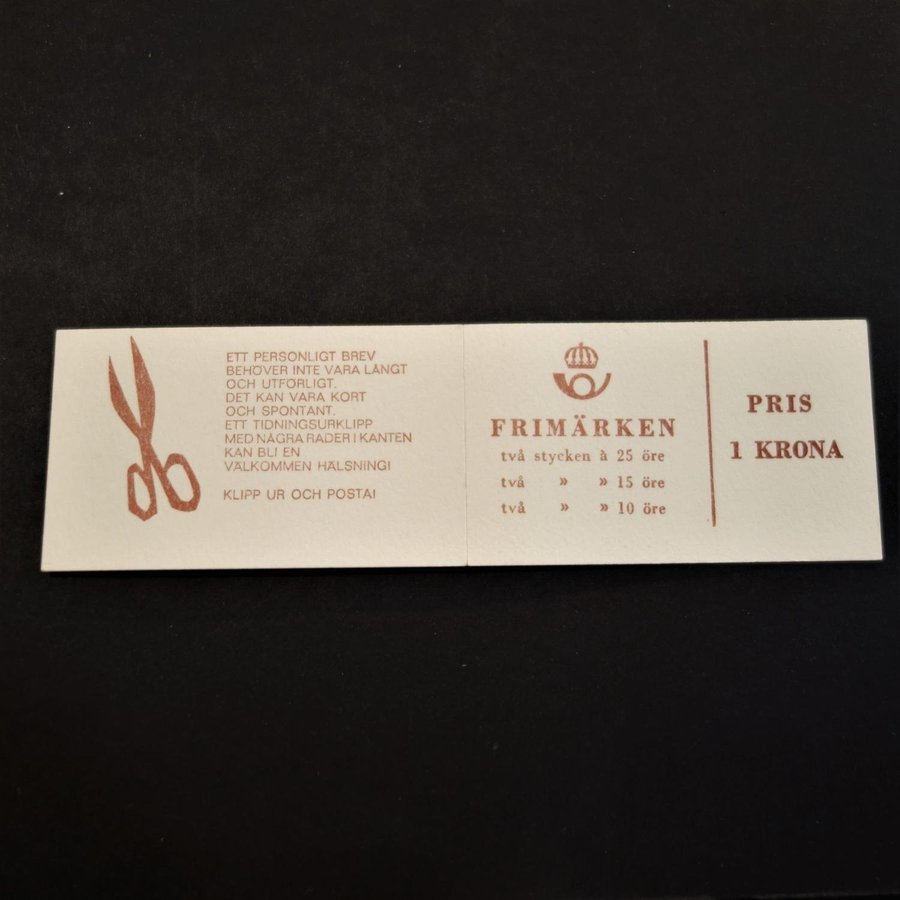 ETT PERSONLIGT BREV
BEHÖVER INTE VARA LÅNGT
OCH UTFÖRLIGT.
DET KAN VARA KORT
OCH SPONTANT.
ETT TIDNINGSURKLIPP
MED NÅGRA RADER I KANTEN
KAN BLI EN
VÄLKOMMEN HÄLSNING!
KLIPP UR OCH POSTA!
FRIMÄRKEN
två stycken à 25 öre
två » » 15 öre
två » » 10 öre
PRIS
1 KRONA